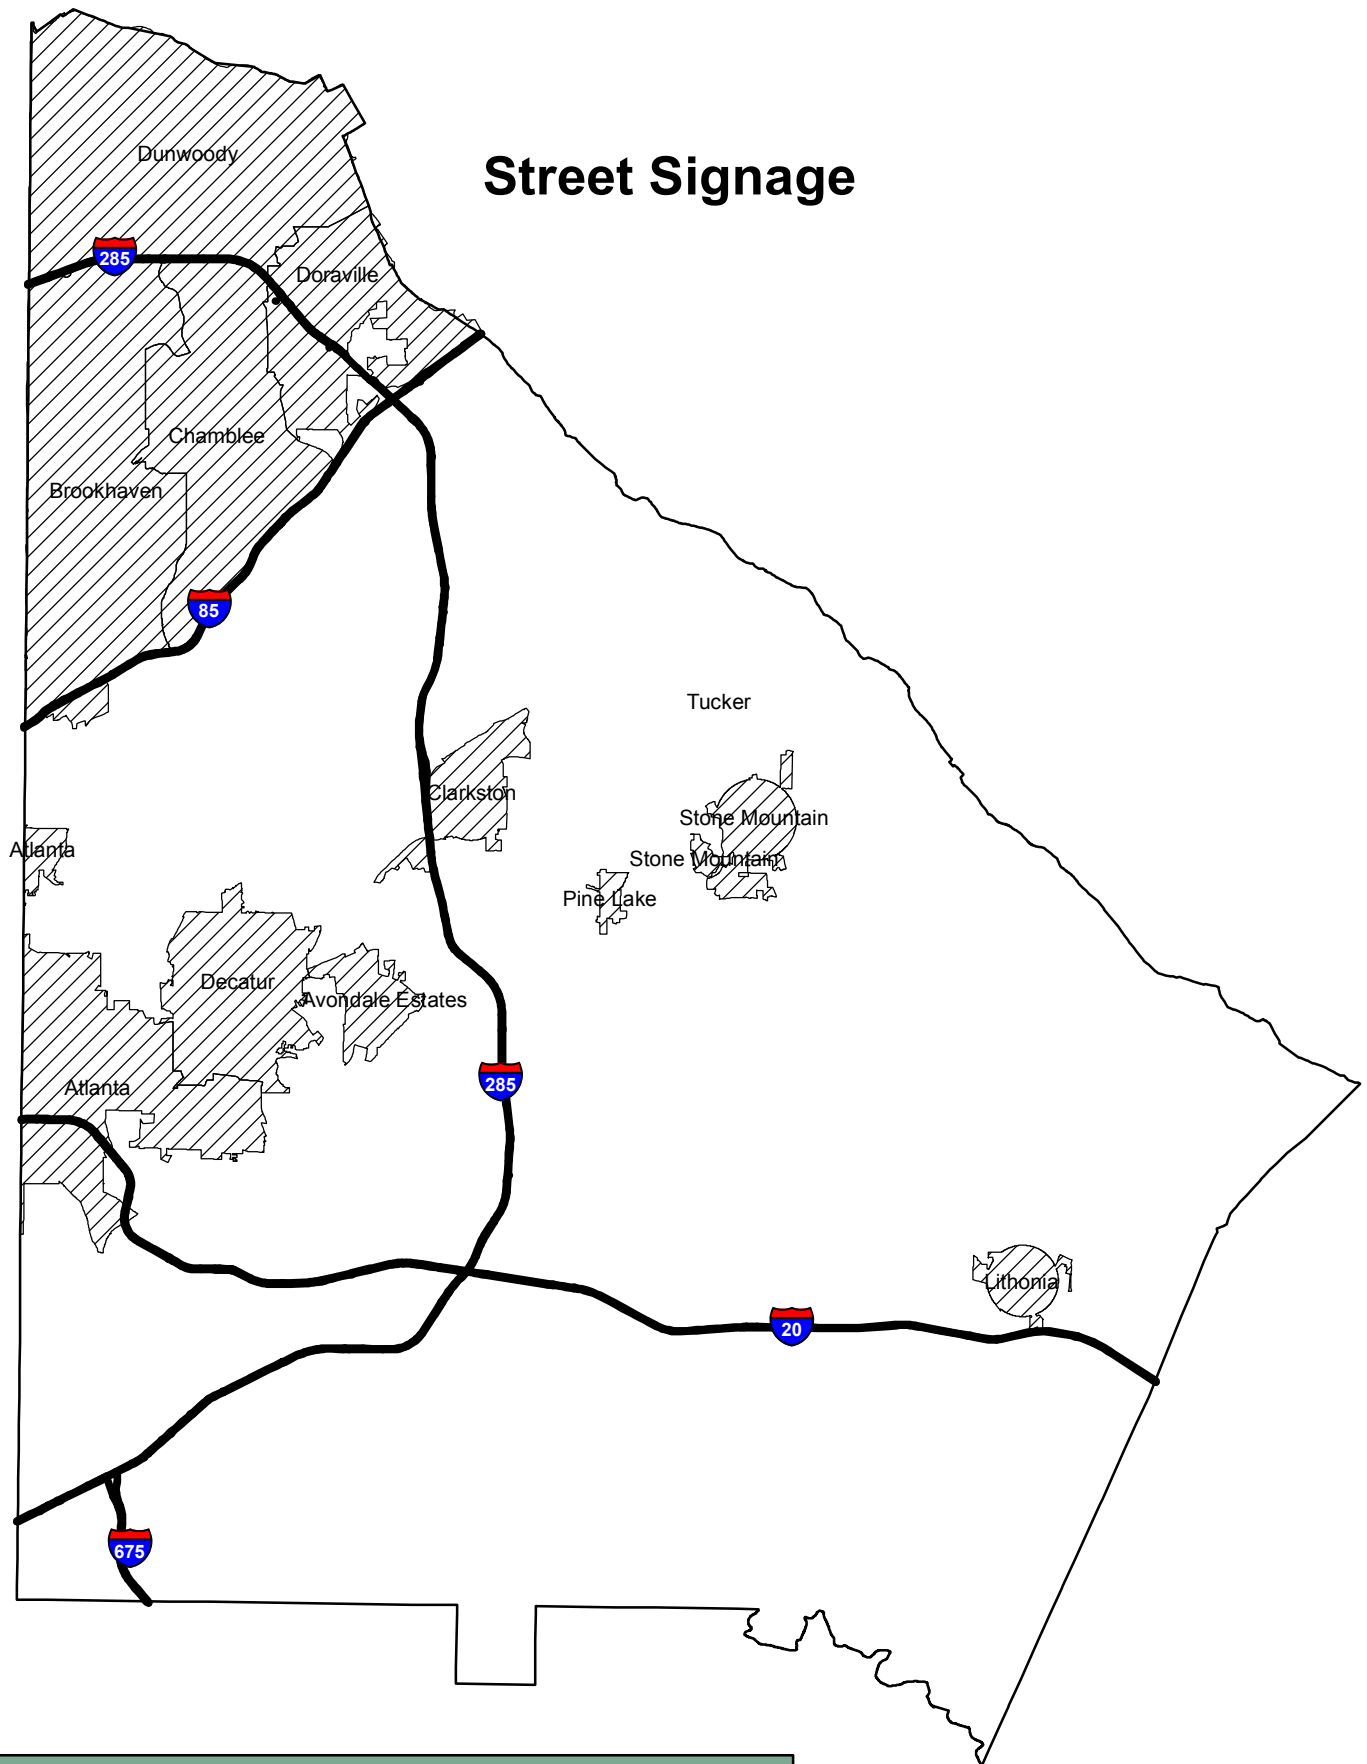 Dunwoody
Street Signage
285
Doraville
Chamblee
Brookhaven
85
Tucker
Clarkston
Stone Mountain
Atlanta
Stone Mountain
Pine Lake
Decatur
Avondale Estates
285
Atlanta
Lithonia
20
675